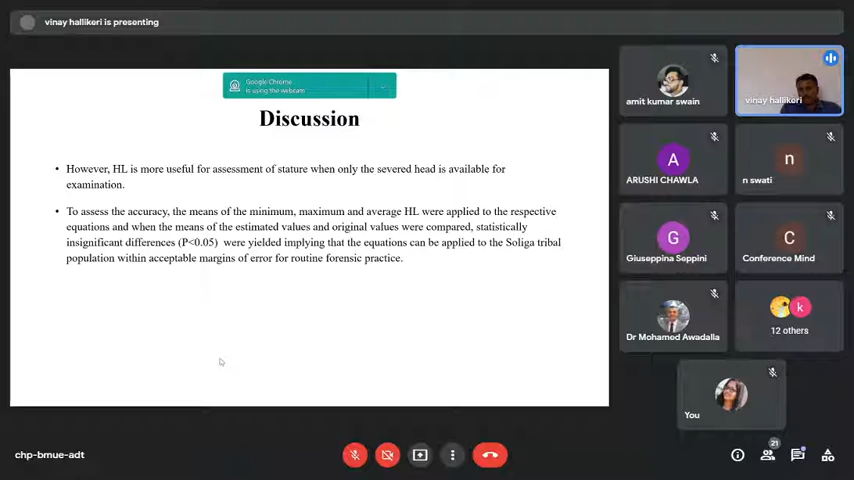 vinay hallikeri is presenting
Google Chrome
is using the webcam
Discussion
• However, HL is more useful for assessment of stature when only the severed head is available for
examination.
• To assess the accuracy, the means of the minimum, maximum and average HL were applied to the respective
equations and when the means of the estimated values and original values were compared, statistically
insignificant differences (P<0.05) were yielded implying that the equations can be applied to the Soliga tribal
population within acceptable margins of error for routine forensic practice.
amit kumar swain
vinay hallikeri
A
ARUSHI CHAWLA
n
n swati
G
Giuseppina Seppini
C
Conference Mind
Dr Mohamed Awadalla
k
12 others
You
chp-bmue-adt
21